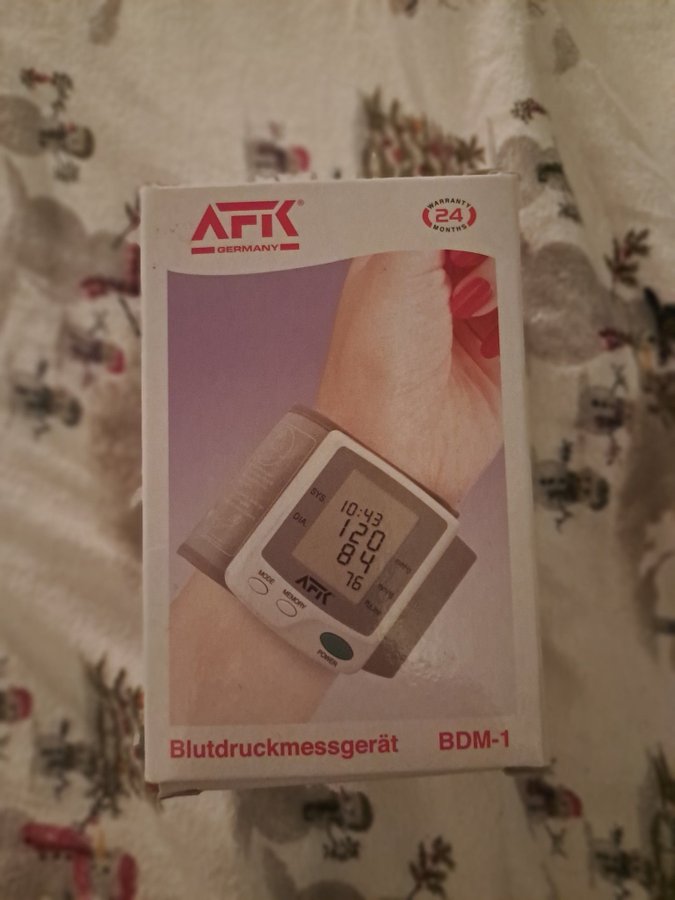 AFK®
GERMANY
WARRANTY
24
MONTHS
SYS.
DIA.
10:43
120
84
76
AFK
MODE
MEMORY
POWER
Blutdruckmessgerät BDM-1